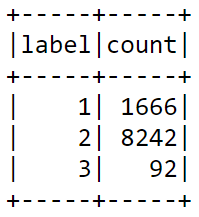 +-----+-----+
|label|count|
+-----+-----+
|    1| 1666|
|    2| 8242|
|    3|   92|
+-----+-----+